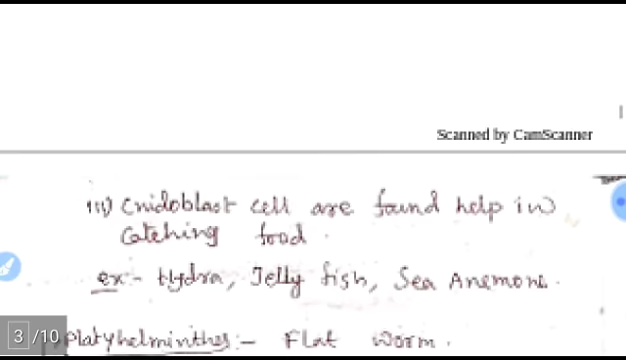 Scanned by CamScanner
iii) Cnidoblast cell are found help in
Catching food.
ex- Hydra, Jelly fish, Sea Anemone.
3 /10
Platyhelminthes:- Flat worm.